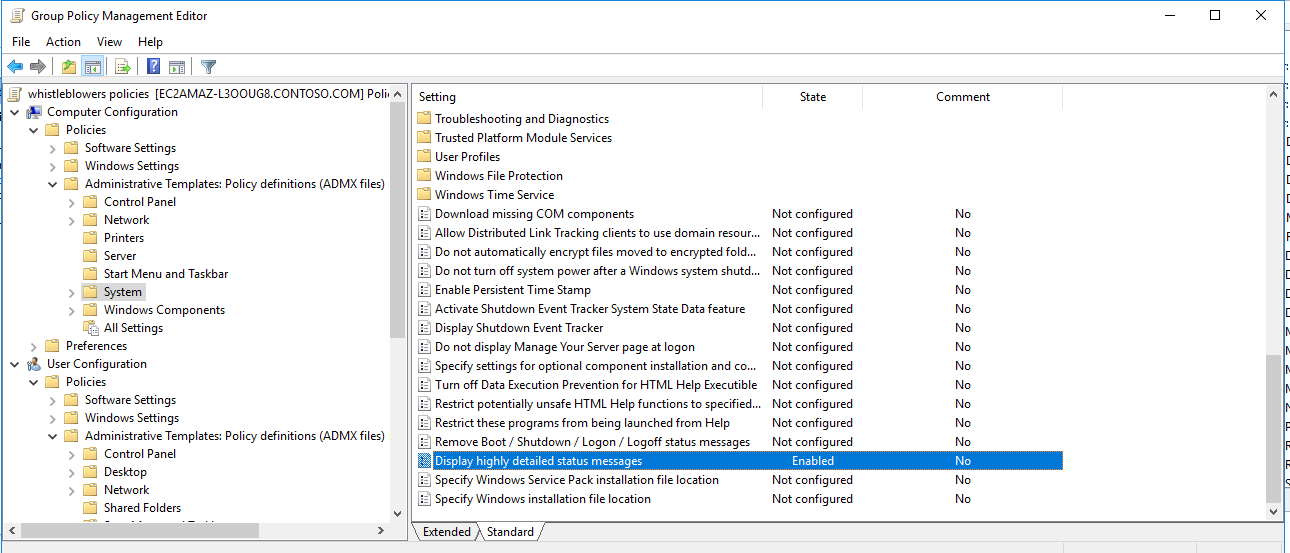 Group Policy Management Editor
File Action View Help
whistleblowers policies [EC2AMAZ-L3OOUG8.CONTOSO.COM] Polic
Computer Configuration
Policies
Software Settings
Windows Settings
Administrative Templates: Policy definitions (ADMX files)
Control Panel
Network
Printers
Server
Start Menu and Taskbar
System
Windows Components
All Settings
Preferences
User Configuration
Policies
Software Settings
Windows Settings
Administrative Templates: Policy definitions (ADMX files)
Control Panel
Desktop
Network
Shared Folders
Setting State Comment
Troubleshooting and Diagnostics
Trusted Platform Module Services
User Profiles
Windows File Protection
Windows Time Service
Download missing COM components Not configured No
Allow Distributed Link Tracking clients to use domain resour... Not configured No
Do not automatically encrypt files moved to encrypted fold... Not configured No
Do not turn off system power after a Windows system shutd... Not configured No
Enable Persistent Time Stamp Not configured No
Activate Shutdown Event Tracker System State Data feature Not configured No
Display Shutdown Event Tracker Not configured No
Do not display Manage Your Server page at logon Not configured No
Specify settings for optional component installation and co... Not configured No
Turn off Data Execution Prevention for HTML Help Executible Not configured No
Restrict potentially unsafe HTML Help functions to specified... Not configured No
Restrict these programs from being launched from Help Not configured No
Remove Boot / Shutdown / Logon / Logoff status messages Not configured No
Display highly detailed status messages Enabled No
Specify Windows Service Pack installation file location Not configured No
Specify Windows installation file location Not configured No
Extended Standard